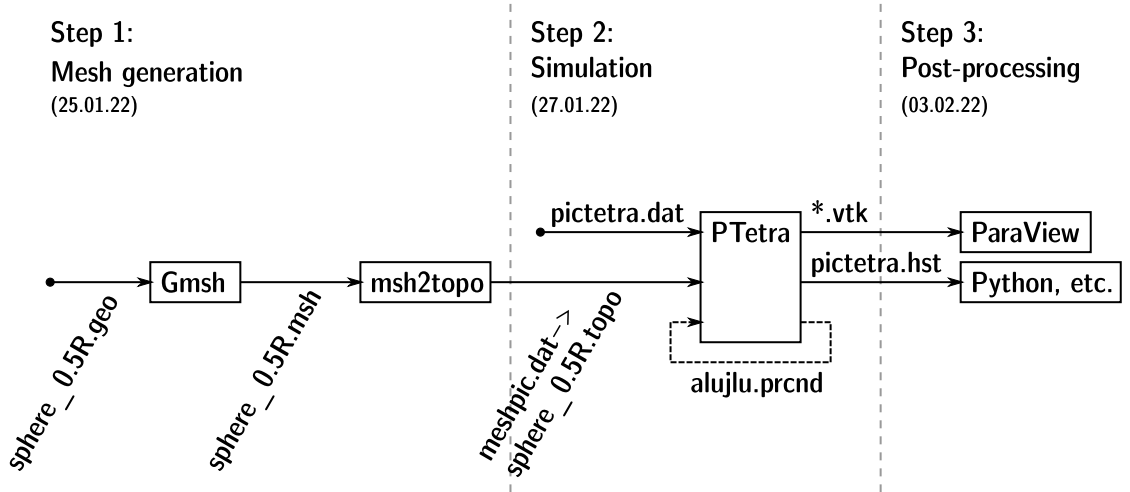 Step 1:
Mesh generation
(25.01.22)
Step 2:
Simulation
(27.01.22)
Step 3:
Post-processing
(03.02.22)
pictetra.dat
PTetra
*.vtk
ParaView
pictetra.hst
Python, etc.
Gmsh
msh2topo
sphere_0.5R.geo
sphere_0.5R.msh
meshpic.dat->
sphere_0.5R.topo
alujlu.prcnd